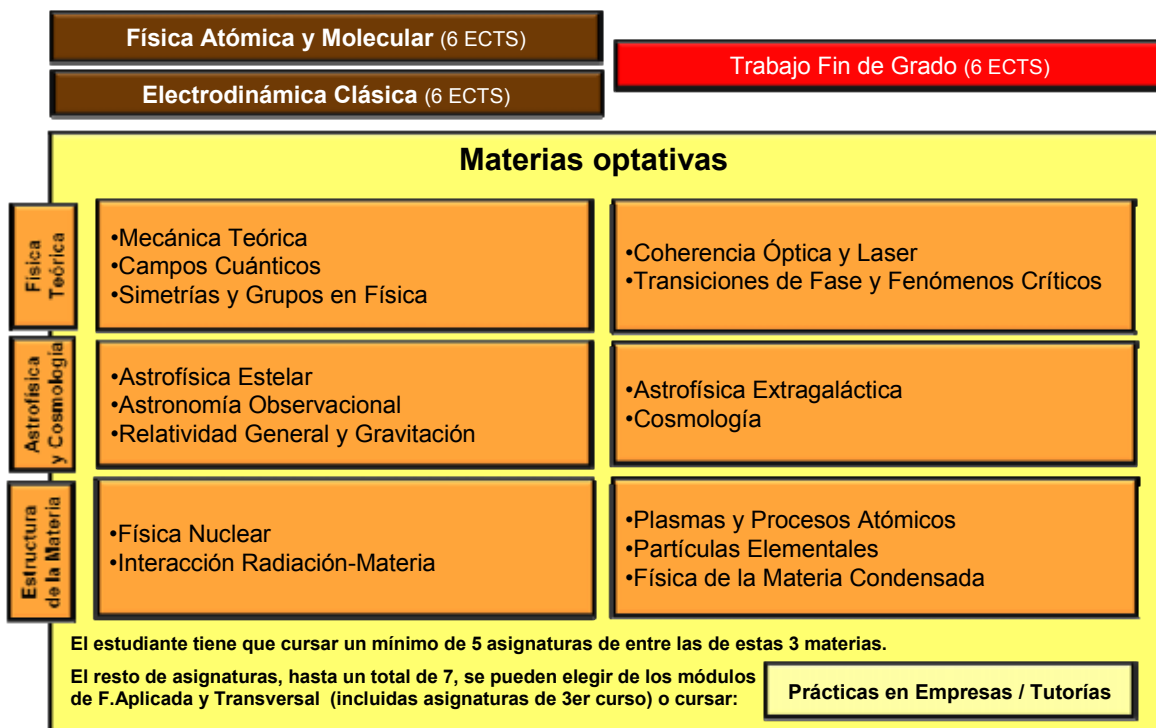 Física Atómica y Molecular (6 ECTS)
Electrodinámica Clásica (6 ECTS)
Trabajo Fin de Grado (6 ECTS)
Materias optativas
Física
Teórica
•Mecánica Teórica
•Campos Cuánticos
•Simetrías y Grupos en Física
•Coherencia Óptica y Laser
•Transiciones de Fase y Fenómenos Críticos
Astrofísica
y Cosmología
•Astrofísica Estelar
•Astronomía Observacional
•Relatividad General y Gravitación
•Astrofísica Extragaláctica
•Cosmología
Estructura
de la Materia
•Física Nuclear
•Interacción Radiación-Materia
•Plasmas y Procesos Atómicos
•Partículas Elementales
•Física de la Materia Condensada
El estudiante tiene que cursar un mínimo de 5 asignaturas de entre las de estas 3 materias.
El resto de asignaturas, hasta un total de 7, se pueden elegir de los módulos
de F.Aplicada y Transversal (incluidas asignaturas de 3er curso) o cursar:
Prácticas en Empresas / Tutorías